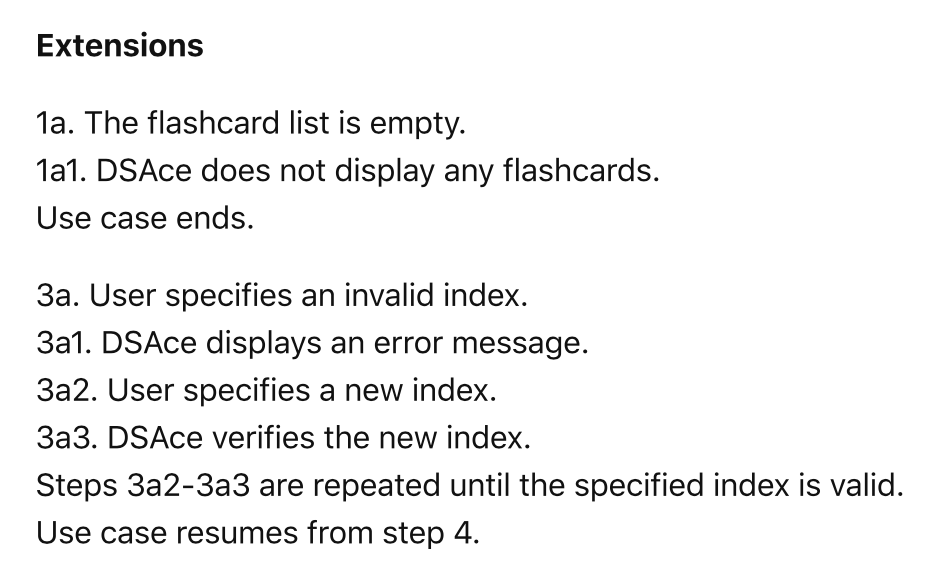 Extensions
1a. The flashcard list is empty.
1a1. DSAce does not display any flashcards.
Use case ends.
3a. User specifies an invalid index.
3a1. DSAce displays an error message.
3a2. User specifies a new index.
3a3. DSAce verifies the new index.
Steps 3a2-3a3 are repeated until the specified index is valid.
Use case resumes from step 4.